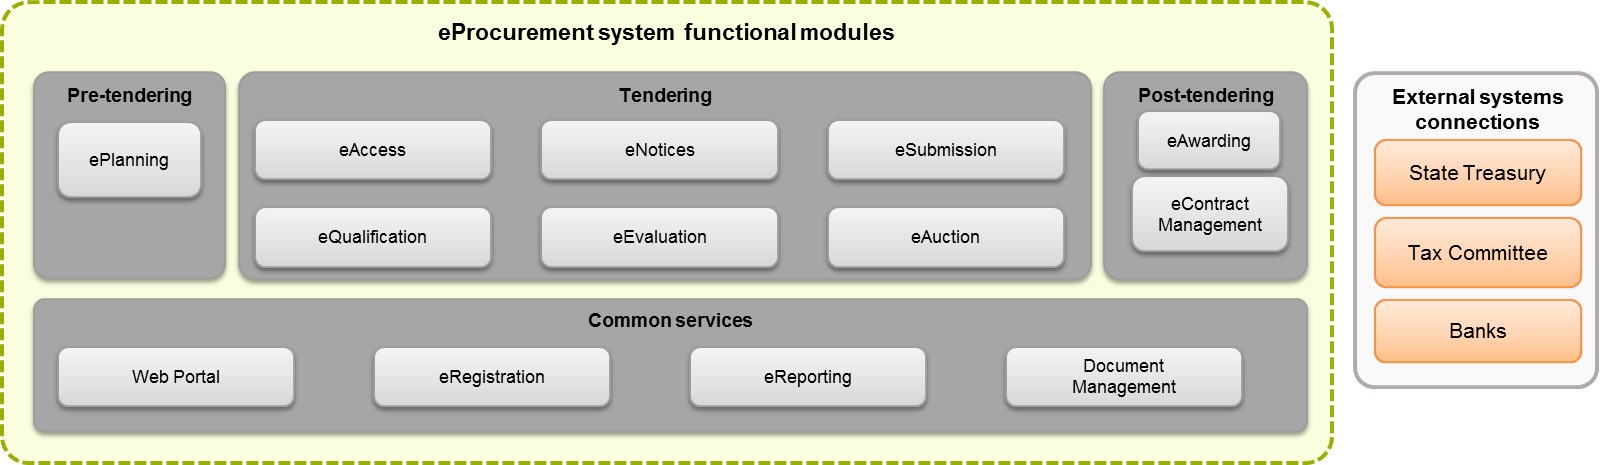 eProcurement system functional modules
Pre-tendering
ePlanning
Tendering
eAccess
eNotices
eSubmission
eQualification
eEvaluation
eAuction
Post-tendering
eAwarding
eContract
Management
Common services
Web Portal
eRegistration
eReporting
Document
Management
External systems
connections
State Treasury
Tax Committee
Banks